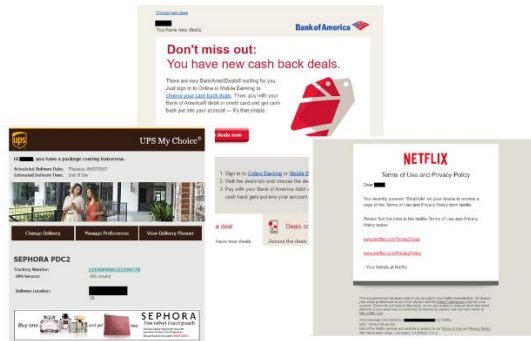 Choose new deals
You have new deals.
Bank of America
Don't miss out:
You have new cash back deals.
There are new BankAmeriDeals® waiting for you.
Just sign in to Online or Mobile Banking to
choose your cash back deals. Then, pay with your
Bank of America® debit or credit card and get cash
back put into your account — it's that simple.
deals now
1. Sign in to Online Banking or Mobile B
2. Visit the deals tab and choose the de
3. Pay with your Bank of America debit o
cash back gets put into your account
a deal
Deals or
have new deals
Access the deals
ups
UPS My Choice®
Hi, you have a package coming tomorrow.
Scheduled Delivery Date: Thursday, 04/27/2017
Estimated Delivery Time: End Of Day
Change Delivery
Manage Preferences
View Delivery Planner
SEPHORA PDC2
Tracking Number:
UPS Service:
UPS Ground
Delivery Location:
US
Buy one
and get
free
SEPHORA
NETFLIX
Terms of Use and Privacy Policy
Dear
You recently pressed "Email Me" on your device to receive a
copy of the Terms of Use and Privacy Policy from Netflix.
Please find the links to the Netflix Terms of Use and Privacy
Policy below.
www.netflix.com/TermsOfUse
www.netflix.com/PrivacyPolicy
- Your friends at Netflix